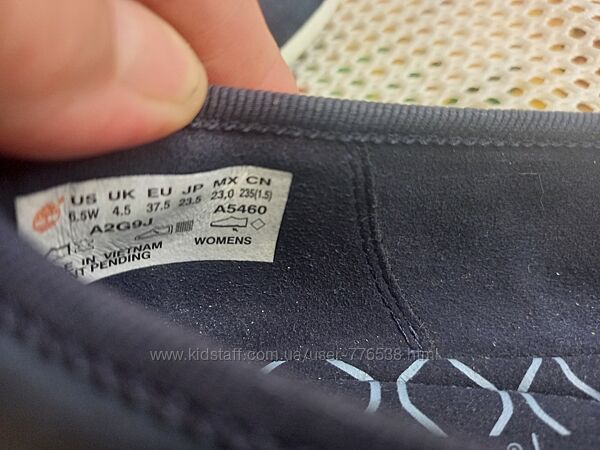 US UK EU JP MX CN
6.5W 4.5 37.5 23.5 23,0 235(1.5)
A2G9J A5460
WOMENS
IN VIETNAM
PENDING
www.kidstaff.com.ua/user-776538.html